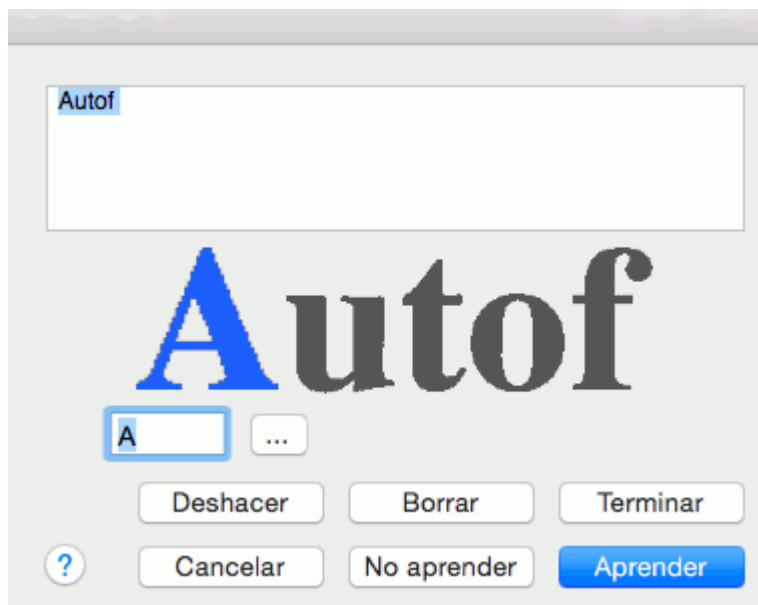 Autof
Autof
A ...
Deshacer Borrar Terminar
? Cancelar No aprender Aprender